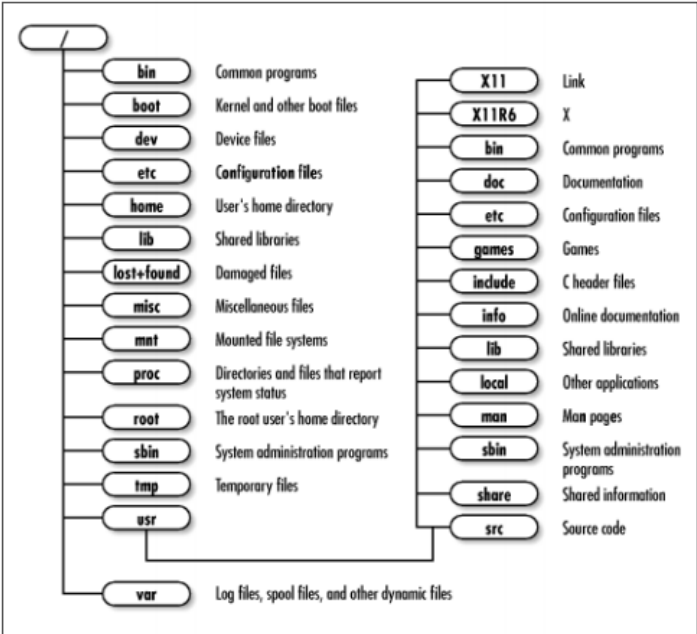 /
bin Common programs
boot Kernel and other boot files
dev Device files
etc Configuration files
home User's home directory
lib Shared libraries
lost+found Damaged files
misc Miscellaneous files
mnt Mounted file systems
proc Directories and files that report
system status
root The root user's home directory
sbin System administration programs
tmp Temporary files
usr
var Log files, spool files, and other dynamic files
X11 Link
X11R6 X
bin Common programs
doc Documentation
etc Configuration files
games Games
include C header files
info Online documentation
lib Shared libraries
local Other applications
man Man pages
sbin System administration
programs
share Shared information
src Source code